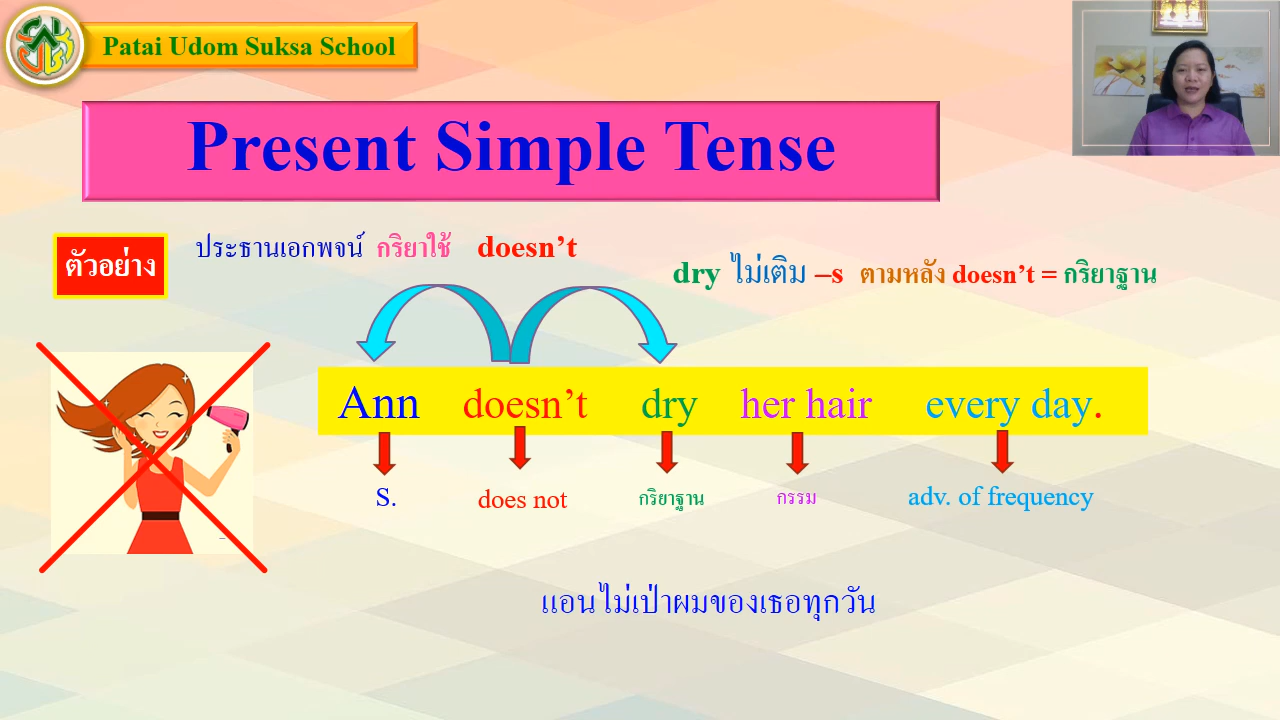 Patai Udom Suksa School
Present Simple Tense
ตัวอย่าง
ประธานเอกพจน์ กริยาใช้ doesn’t
dry ไม่เติม –s ตามหลัง doesn’t = กริยาฐาน
Ann doesn’t dry her hair every day.
S. does not กริยาฐาน กรรม adv. of frequency
แอนไม่เป่าผมของเธอทุกวัน